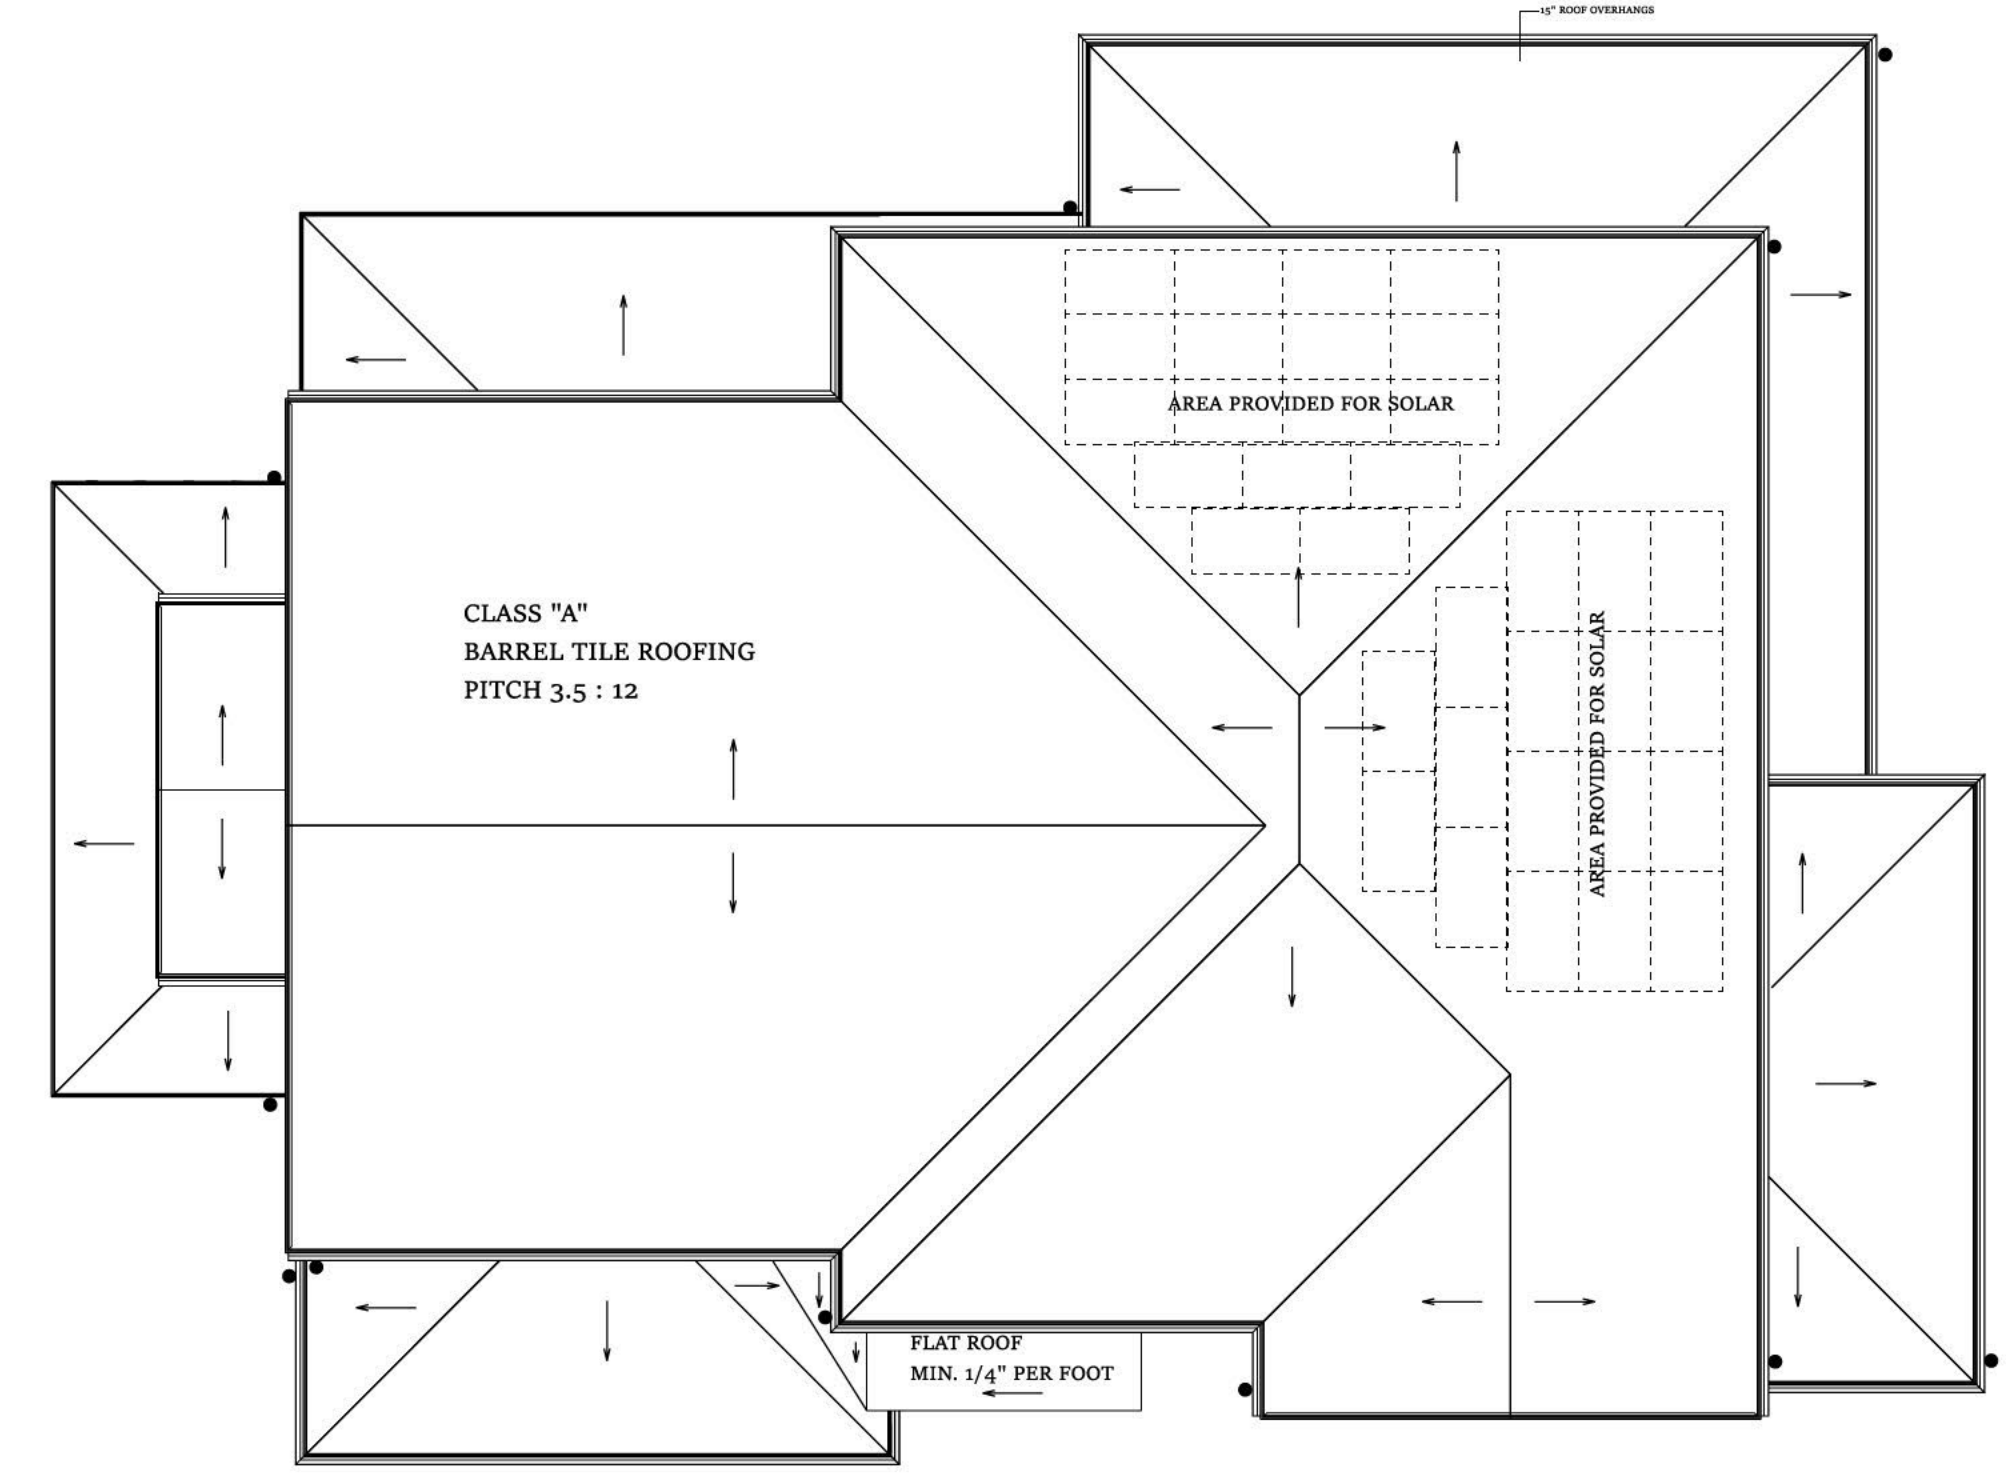 15" ROOF OVERHANGS
AREA PROVIDED FOR SOLAR
CLASS "A"
BARREL TILE ROOFING
PITCH 3.5 : 12
AREA PROVIDED FOR SOLAR
FLAT ROOF
MIN. 1/4" PER FOOT